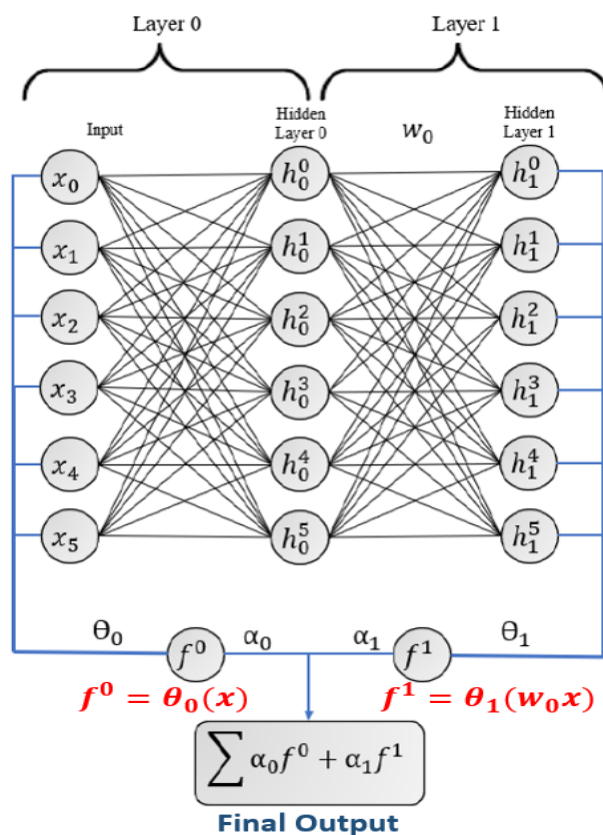 Layer 0 Layer 1
Input Hidden Layer 0 w₀ Hidden Layer 1
x₀ h₀⁰ h₁⁰
x₁ h₀¹ h₁¹
x₂ h₀² h₁²
x₃ h₀³ h₁³
x₄ h₀⁴ h₁⁴
x₅ h₀⁵ h₁⁵
θ₀ f⁰ α₀ α₁ f¹ θ₁
f⁰ = θ₀(x) f¹ = θ₁(w₀x)
∑ α₀f⁰ + α₁f¹
Final Output